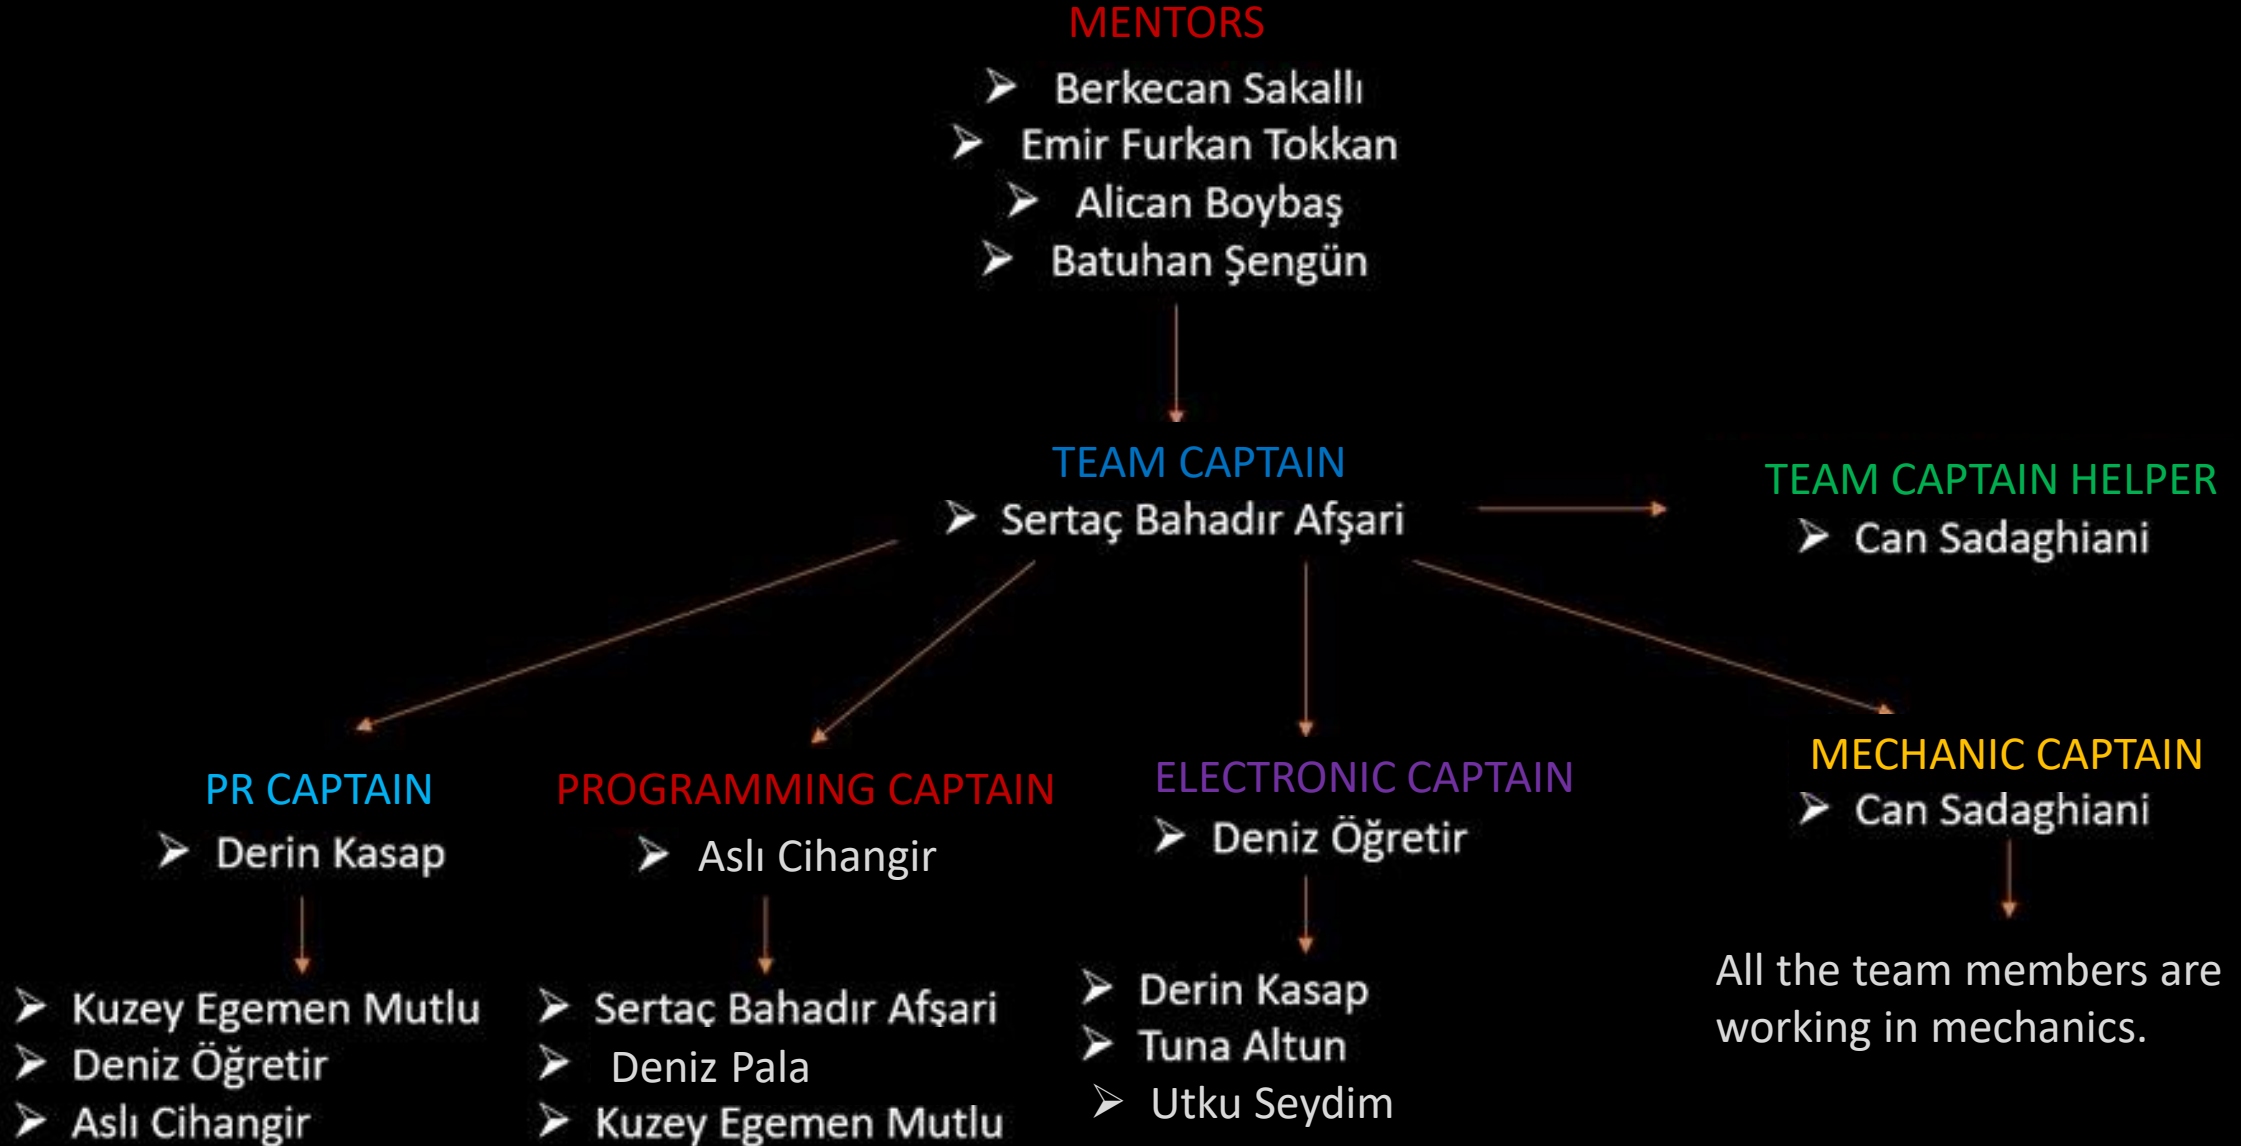 MENTORS
➢ Berkecan Sakallı
➢ Emir Furkan Tokkan
➢ Alican Boybaş
➢ Batuhan Şengün
TEAM CAPTAIN
➢ Sertaç Bahadır Afşari
TEAM CAPTAIN HELPER
➢ Can Sadaghiani
PR CAPTAIN
➢ Derin Kasap
➢ Kuzey Egemen Mutlu
➢ Deniz Öğretir
➢ Aslı Cihangir
PROGRAMMING CAPTAIN
➢ Aslı Cihangir
➢ Sertaç Bahadır Afşari
➢ Deniz Pala
➢ Kuzey Egemen Mutlu
ELECTRONIC CAPTAIN
➢ Deniz Öğretir
➢ Derin Kasap
➢ Tuna Altun
➢ Utku Seydim
MECHANIC CAPTAIN
➢ Can Sadaghiani
All the team members are
working in mechanics.